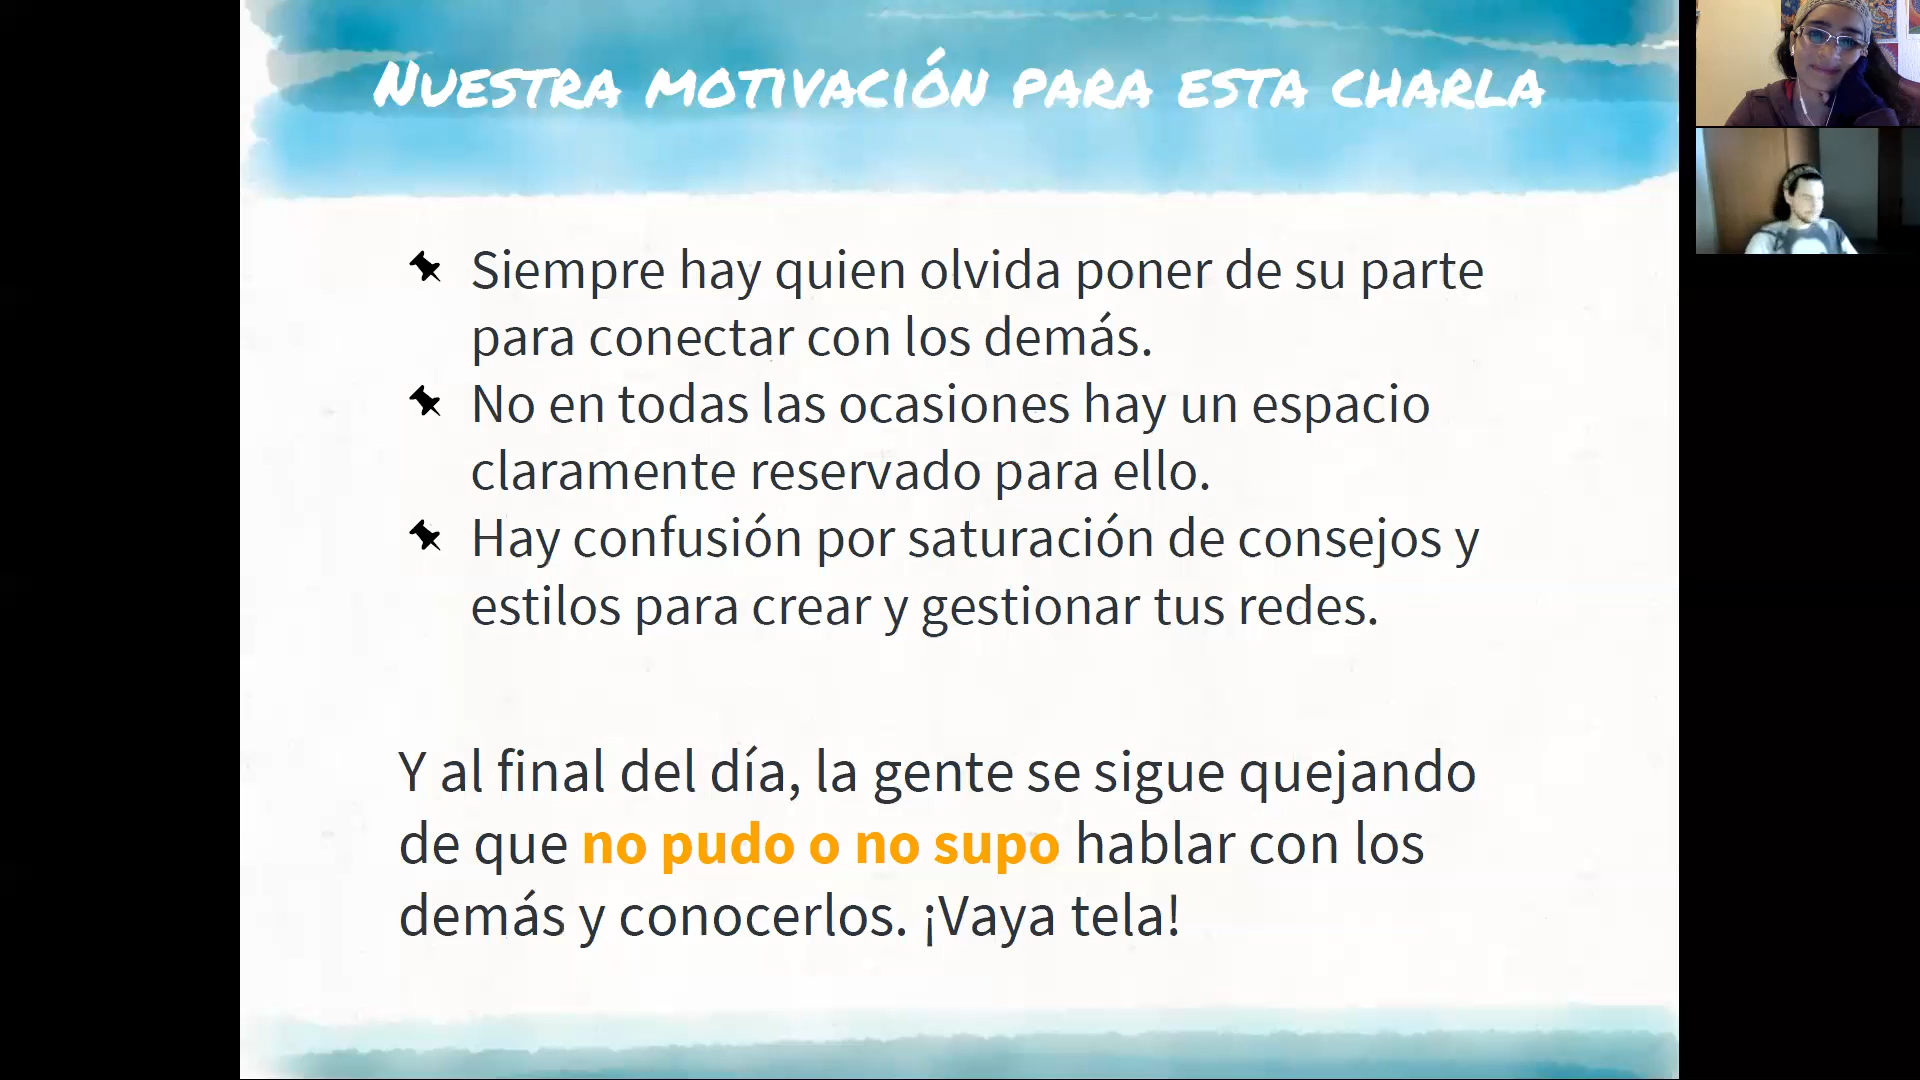 Nuestra motivación para esta charla
Siempre hay quien olvida poner de su parte
para conectar con los demás.
No en todas las ocasiones hay un espacio
claramente reservado para ello.
Hay confusión por saturación de consejos y
estilos para crear y gestionar tus redes.
Y al final del día, la gente se sigue quejando
de que no pudo o no supo hablar con los
demás y conocerlos. ¡Vaya tela!